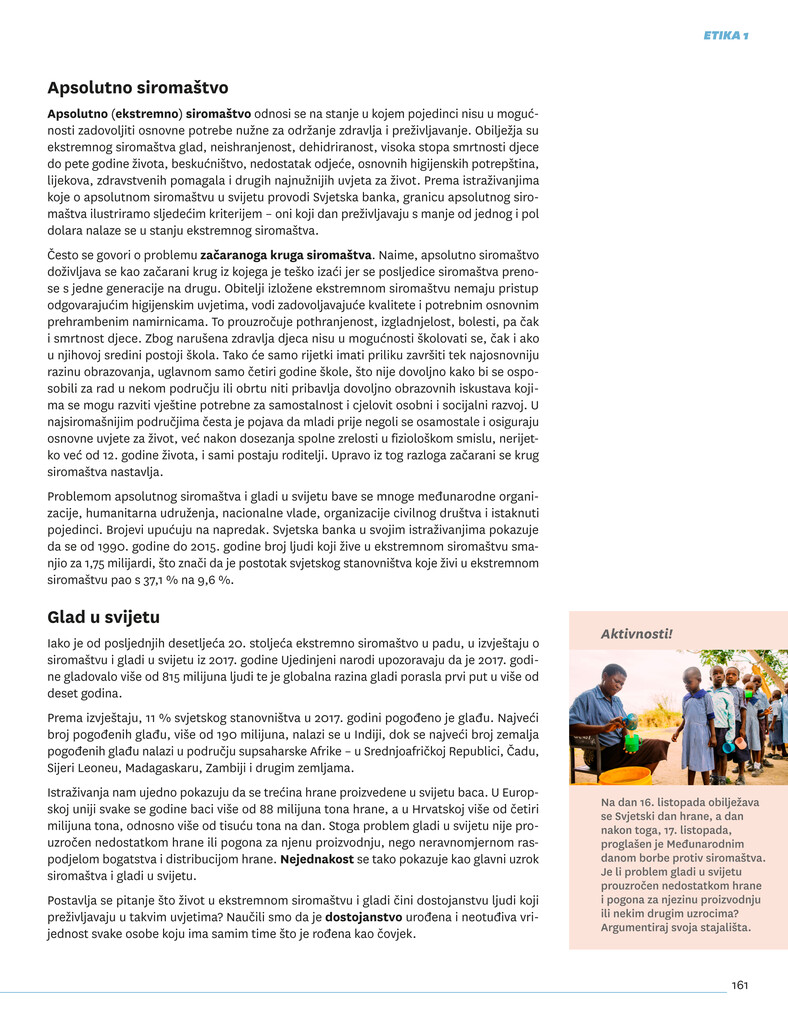 ETIKA 1
Apsolutno siromaštvo
Apsolutno (ekstremno) siromaštvo odnosi se na stanje u kojem pojedinci nisu u moguć-
nosti zadovoljiti osnovne potrebe nužne za održanje zdravlja i preživljavanje. Obilježja su
ekstremnog siromaštva glad, neishranjenost, dehidriranost, visoka stopa smrtnosti djece
do pete godine života, beskućništvo, nedostatak odjeće, osnovnih higijenskih potrepština,
lijekova, zdravstvenih pomagala i drugih najnužnijih uvjeta za život. Prema istraživanjima
koje o apsolutnom siromaštvu u svijetu provodi Svjetska banka, granicu apsolutnog siro-
maštva ilustriramo sljedećim kriterijem – oni koji dan preživljavaju s manje od jednog i pol
dolara nalaze se u stanju ekstremnog siromaštva.
Često se govori o problemu začaranoga kruga siromaštva. Naime, apsolutno siromaštvo
doživljava se kao začarani krug iz kojega je teško izaći jer se posljedice siromaštva preno-
se s jedne generacije na drugu. Obitelji izložene ekstremnom siromaštvu nemaju pristup
odgovarajućim higijenskim uvjetima, vodi zadovoljavajuće kvalitete i potrebnim osnovnim
prehrambenim namirnicama. To prouzročuje pothranjenost, izgladnjelost, bolesti, pa čak
i smrtnost djece. Zbog narušena zdravlja djeca nisu u mogućnosti školovati se, čak i ako
u njihovoj sredini postoji škola. Tako će samo rijetki imati priliku završiti tek najosnovniju
razinu obrazovanja, uglavnom samo četiri godine škole, što nije dovoljno kako bi se ospo-
sobili za rad u nekom području ili obrtu niti pribavlja dovoljno obrazovnih iskustava koji-
ma se mogu razviti vještine potrebne za samostalnost i cjelovit osobni i socijalni razvoj. U
najsiromašnijim područjima česta je pojava da mladi prije negoli se osamostale i osiguraju
osnovne uvjete za život, već nakon dosezanja spolne zrelosti u fiziološkom smislu, nerijet-
ko već od 12. godine života, i sami postaju roditelji. Upravo iz tog razloga začarani se krug
siromaštva nastavlja.
Problemom apsolutnog siromaštva i gladi u svijetu bave se mnoge međunarodne organi-
zacije, humanitarna udruženja, nacionalne vlade, organizacije civilnog društva i istaknuti
pojedinci. Brojevi upućuju na napredak. Svjetska banka u svojim istraživanjima pokazuje
da se od 1990. godine do 2015. godine broj ljudi koji žive u ekstremnom siromaštvu sma-
njio za 1,75 milijardi, što znači da je postotak svjetskog stanovništva koje živi u ekstremnom
siromaštvu pao s 37,1 % na 9,6 %.
Glad u svijetu
Iako je od posljednjih desetljeća 20. stoljeća ekstremno siromaštvo u padu, u izvještaju o
siromaštvu i gladi u svijetu iz 2017. godine Ujedinjeni narodi upozoravaju da je 2017. godi-
ne gladovalo više od 815 milijuna ljudi te je globalna razina gladi porasla prvi put u više od
deset godina.
Prema izvještaju, 11 % svjetskog stanovništva u 2017. godini pogođeno je glađu. Najveći
broj pogođenih glađu, više od 190 milijuna, nalazi se u Indiji, dok se najveći broj zemalja
pogođenih glađu nalazi u području supsaharske Afrike – u Srednjoafričkoj Republici, Čadu,
Sijeri Leoneu, Madagaskaru, Zambiji i drugim zemljama.
Istraživanja nam ujedno pokazuju da se trećina hrane proizvedene u svijetu baca. U Europ-
skoj uniji svake se godine baci više od 88 milijuna tona hrane, a u Hrvatskoj više od četiri
milijuna tona, odnosno više od tisuću tona na dan. Stoga problem gladi u svijetu nije pro-
uzročen nedostatkom hrane ili pogona za njenu proizvodnju, nego neravnomjernom ras-
podjelom bogatstva i distribucijom hrane. Nejednakost se tako pokazuje kao glavni uzrok
siromaštva i gladi u svijetu.
Postavlja se pitanje što život u ekstremnom siromaštvu i gladi čini dostojanstvu ljudi koji
preživljavaju u takvim uvjetima? Naučili smo da je dostojanstvo urođena i neotuđiva vri-
jednost svake osobe koju ima samim time što je rođena kao čovjek.
Aktivnosti!
Na dan 16. listopada obilježava
se Svjetski dan hrane, a dan
nakon toga, 17. listopada,
proglašen je Međunarodnim
danom borbe protiv siromaštva.
Je li problem gladi u svijetu
prouzročen nedostatkom hrane
i pogona za njezinu proizvodnju
ili nekim drugim uzrocima?
Argumentiraj svoja stajališta.
161